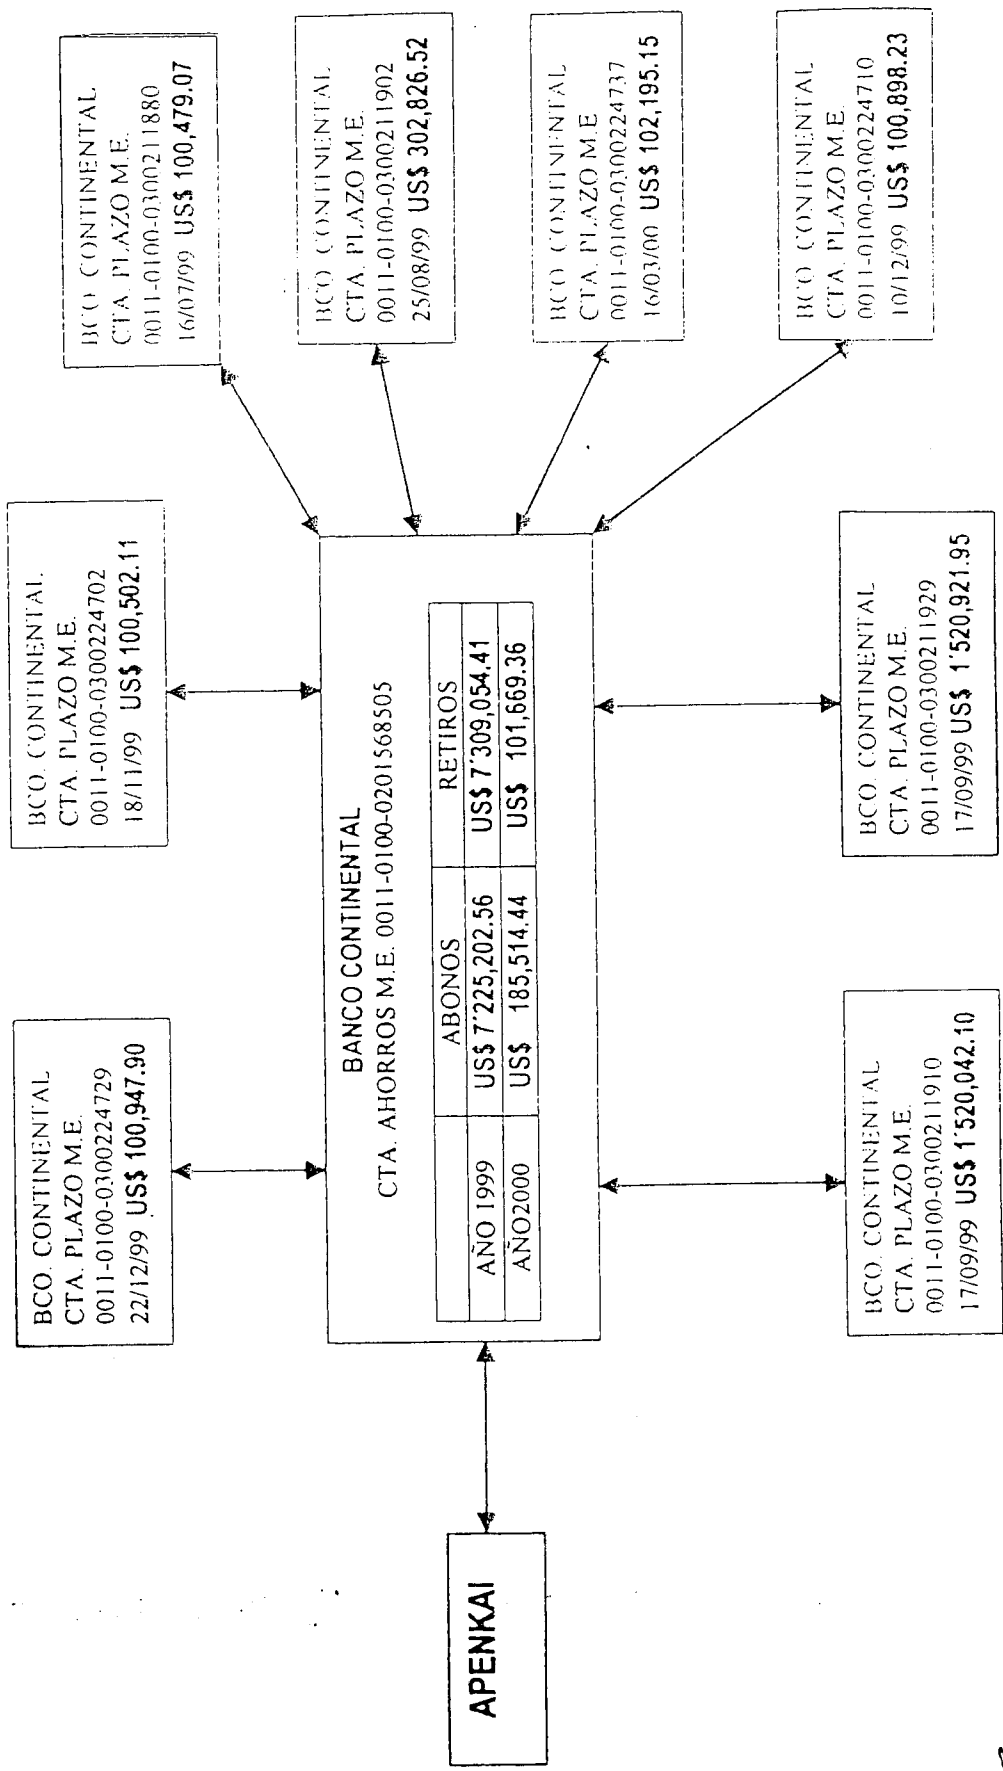 BCO. CONTINENTAL
CTA. PLAZO M.E.
0011-0100-0300224729
22/12/99 US$ 100,947.90
BCO. CONTINENTAL
CTA. PLAZO M.E.
0011-0100-0300224702
18/11/99 US$ 100,502.11
BCO. CONTINENTAL
CTA. PLAZO M.E.
0011-0100-0300211880
16/07/99 US$ 100,479.07
BCO. CONTINENTAL
CTA. PLAZO M.E.
0011-0100-0300211902
25/08/99 US$ 302,826.52
BCO. CONTINENTAL
CTA. PLAZO M.E
0011-0100-0300224737
16/03/00 US$ 102,195.15
BCO. CONTINENTAL
CTA. PLAZO M.E.
0011-0100-0300224710
10/12/99 US$ 100,898.23
APENKAI
BANCO CONTINENTAL
CTA. AHORROS M.E. 0011-0100-0201568505
ABONOS RETIROS
AÑO 1999 US$ 7'225,202.56 US$ 7'309,054.41
AÑO2000 US$ 185,514.44 US$ 101,669.36
BCO. CONTINENTAL
CTA. PLAZO M.E.
0011-0100-0300211910
17/09/99 US$ 1'520,042.10
BCO. CONTINENTAL
CTA. PLAZO M.E.
0011-0100-0300211929
17/09/99 US$ 1'520,921.95